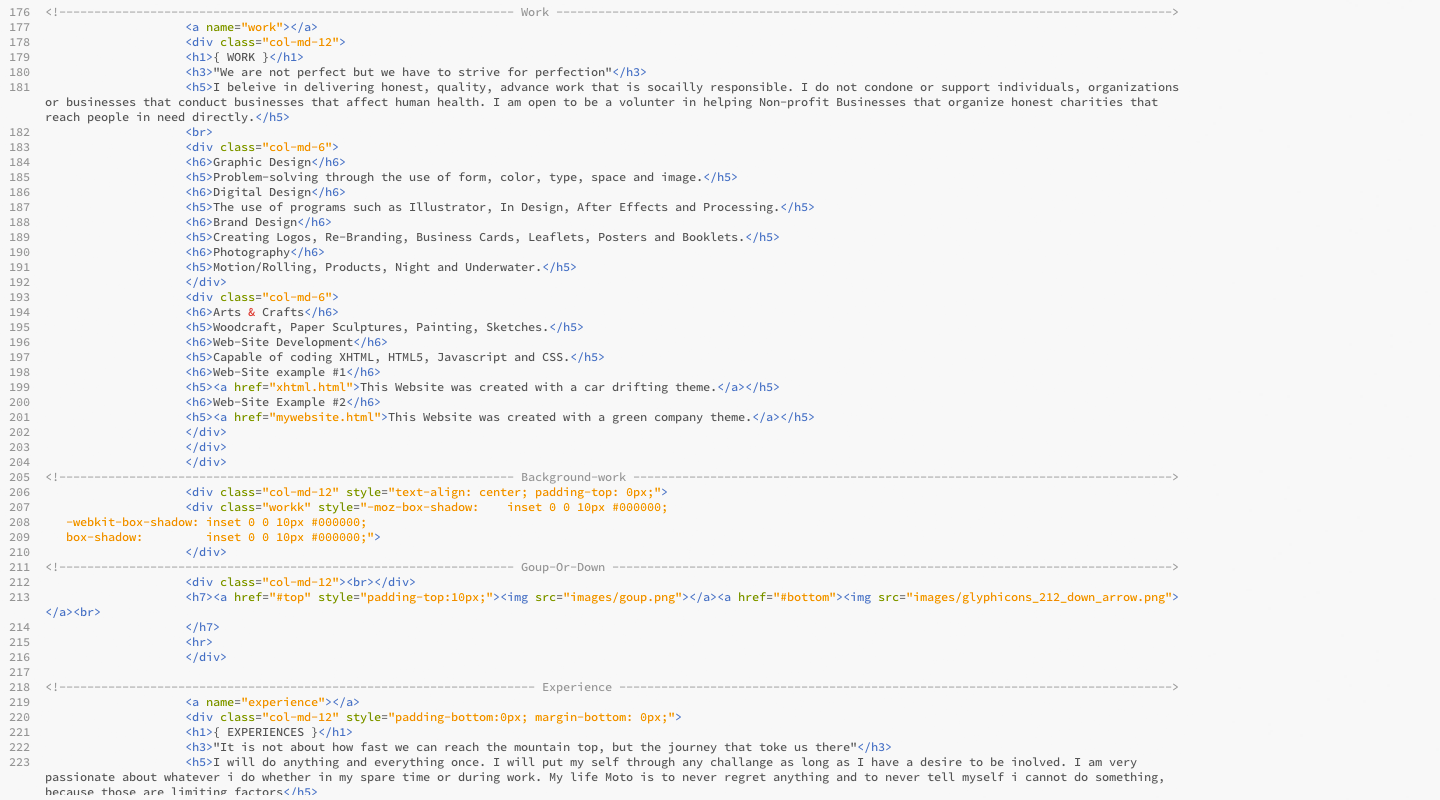 176 <!----------------------------------------------------------------- Work ---------------------------------------------------------------------------------------->
177 <a name="work"></a>
178 <div class="col-md-12">
179 <h1>{ WORK }</h1>
180 <h3>"We are not perfect but we have to strive for perfection"</h3>
181 <h5>I beleive in delivering honest, quality, advance work that is socailly responsible. I do not condone or support individuals, organizations
or businesses that conduct businesses that affect human health. I am open to be a volunter in helping Non-profit Businesses that organize honest charities that
reach people in need directly.</h5>
182 <br>
183 <div class="col-md-6">
184 <h6>Graphic Design</h6>
185 <h5>Problem-solving through the use of form, color, type, space and image.</h5>
186 <h6>Digital Design</h6>
187 <h5>The use of programs such as Illustrator, In Design, After Effects and Processing.</h5>
188 <h6>Brand Design</h6>
189 <h5>Creating Logos, Re-Branding, Business Cards, Leaflets, Posters and Booklets.</h5>
190 <h6>Photography</h6>
191 <h5>Motion/Rolling, Products, Night and Underwater.</h5>
192 </div>
193 <div class="col-md-6">
194 <h6>Arts & Crafts</h6>
195 <h5>Woodcraft, Paper Sculptures, Painting, Sketches.</h5>
196 <h6>Web-Site Development</h6>
197 <h5>Capable of coding XHTML, HTML5, Javascript and CSS.</h5>
198 <h6>Web-Site example #1</h6>
199 <h5><a href="xhtml.html">This Website was created with a car drifting theme.</a></h5>
200 <h6>Web-Site Example #2</h6>
201 <h5><a href="mywebsite.html">This Website was created with a green company theme.</a></h5>
202 </div>
203 </div>
204 </div>
205 <!----------------------------------------------------------------- Background-work ----------------------------------------------------------------------------->
206 <div class="col-md-12" style="text-align: center; padding-top: 0px;">
207 <div class="workk" style="-moz-box-shadow:    inset 0 0 10px #000000;
208 -webkit-box-shadow: inset 0 0 10px #000000;
209 box-shadow:         inset 0 0 10px #000000;">
210 </div>
211 <!----------------------------------------------------------------- Goup-Or-Down -------------------------------------------------------------------------------->
212 <div class="col-md-12"><br></div>
213 <h7><a href="#top" style="padding-top:10px;"><img src="images/goup.png"></a><a href="#bottom"><img src="images/glyphicons_212_down_arrow.png">
</a><br>
214 </h7>
215 <hr>
216 </div>
217
218 <!-------------------------------------------------------------------- Experience ------------------------------------------------------------------------------->
219 <a name="experience"></a>
220 <div class="col-md-12" style="padding-bottom:0px; margin-bottom: 0px;">
221 <h1>{ EXPERIENCES }</h1>
222 <h3>"It is not about how fast we can reach the mountain top, but the journey that toke us there"</h3>
223 <h5>I will do anything and everything once. I will put my self through any challange as long as I have a desire to be inolved. I am very
passionate about whatever i do whether in my spare time or during work. My life Moto is to never regret anything and to never tell myself i cannot do something,
because those are limiting factors</h5>